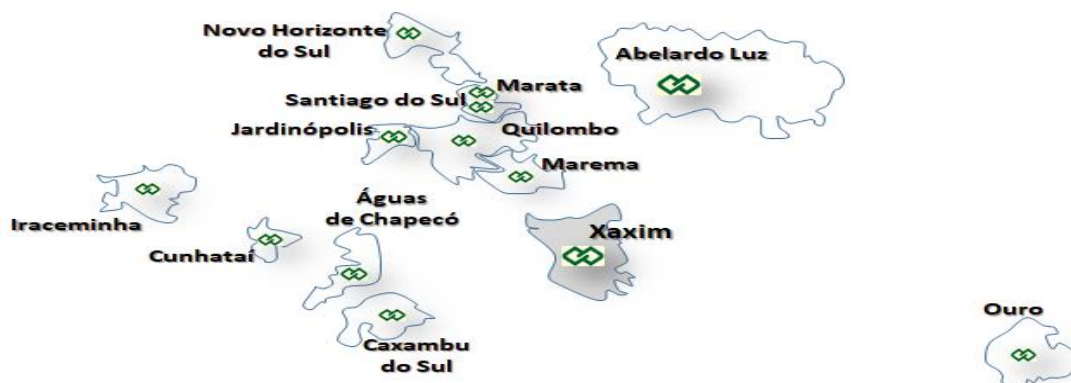 Novo Horizonte
do Sul
Abelardo Luz
Marata
Santiago do Sul
Jardinópolis
Quilombo
Marema
Águas
de Chapecó
Iraceminha
Xaxim
Cunhataí
Ouro
Caxambu
do Sul